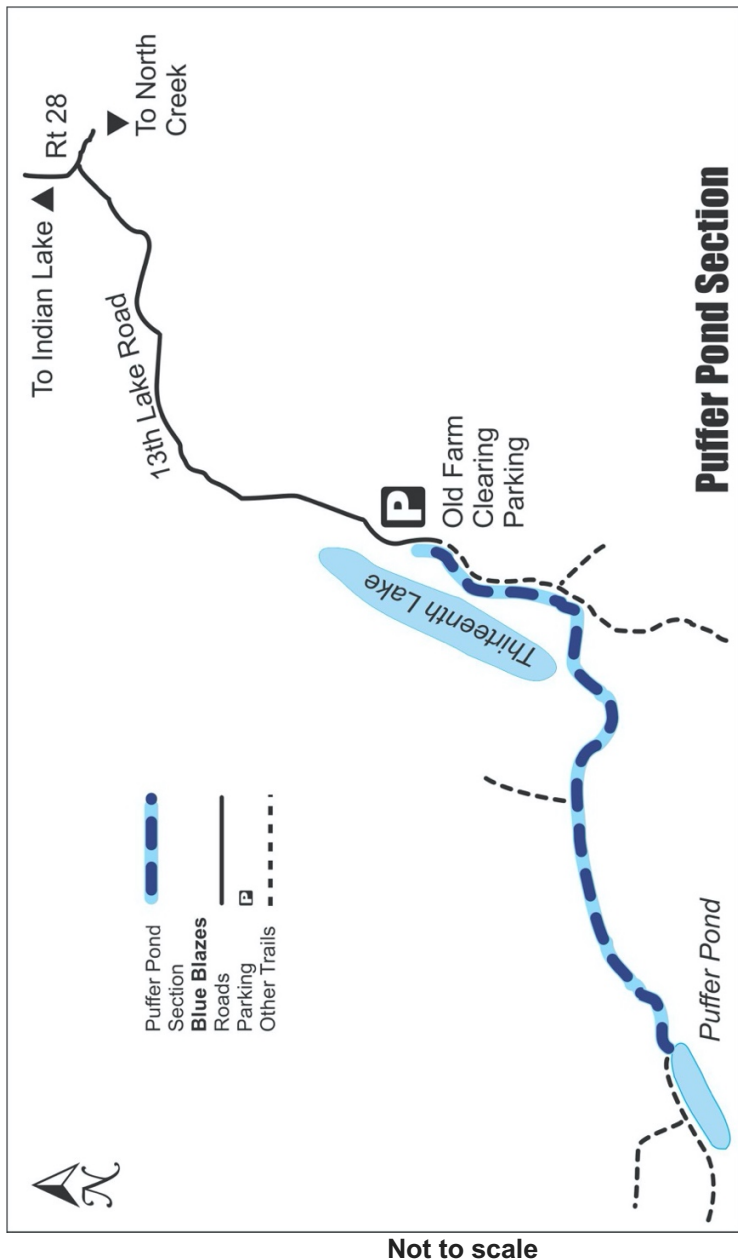 To Indian Lake
Rt 28
To North
Creek
13th Lake Road
P
Old Farm
Clearing
Parking
Thirteenth Lake
Puffer Pond
Section
Blue Blazes
Roads
Parking
P
Other Trails
Puffer Pond
N
Puffer Pond Section
Not to scale